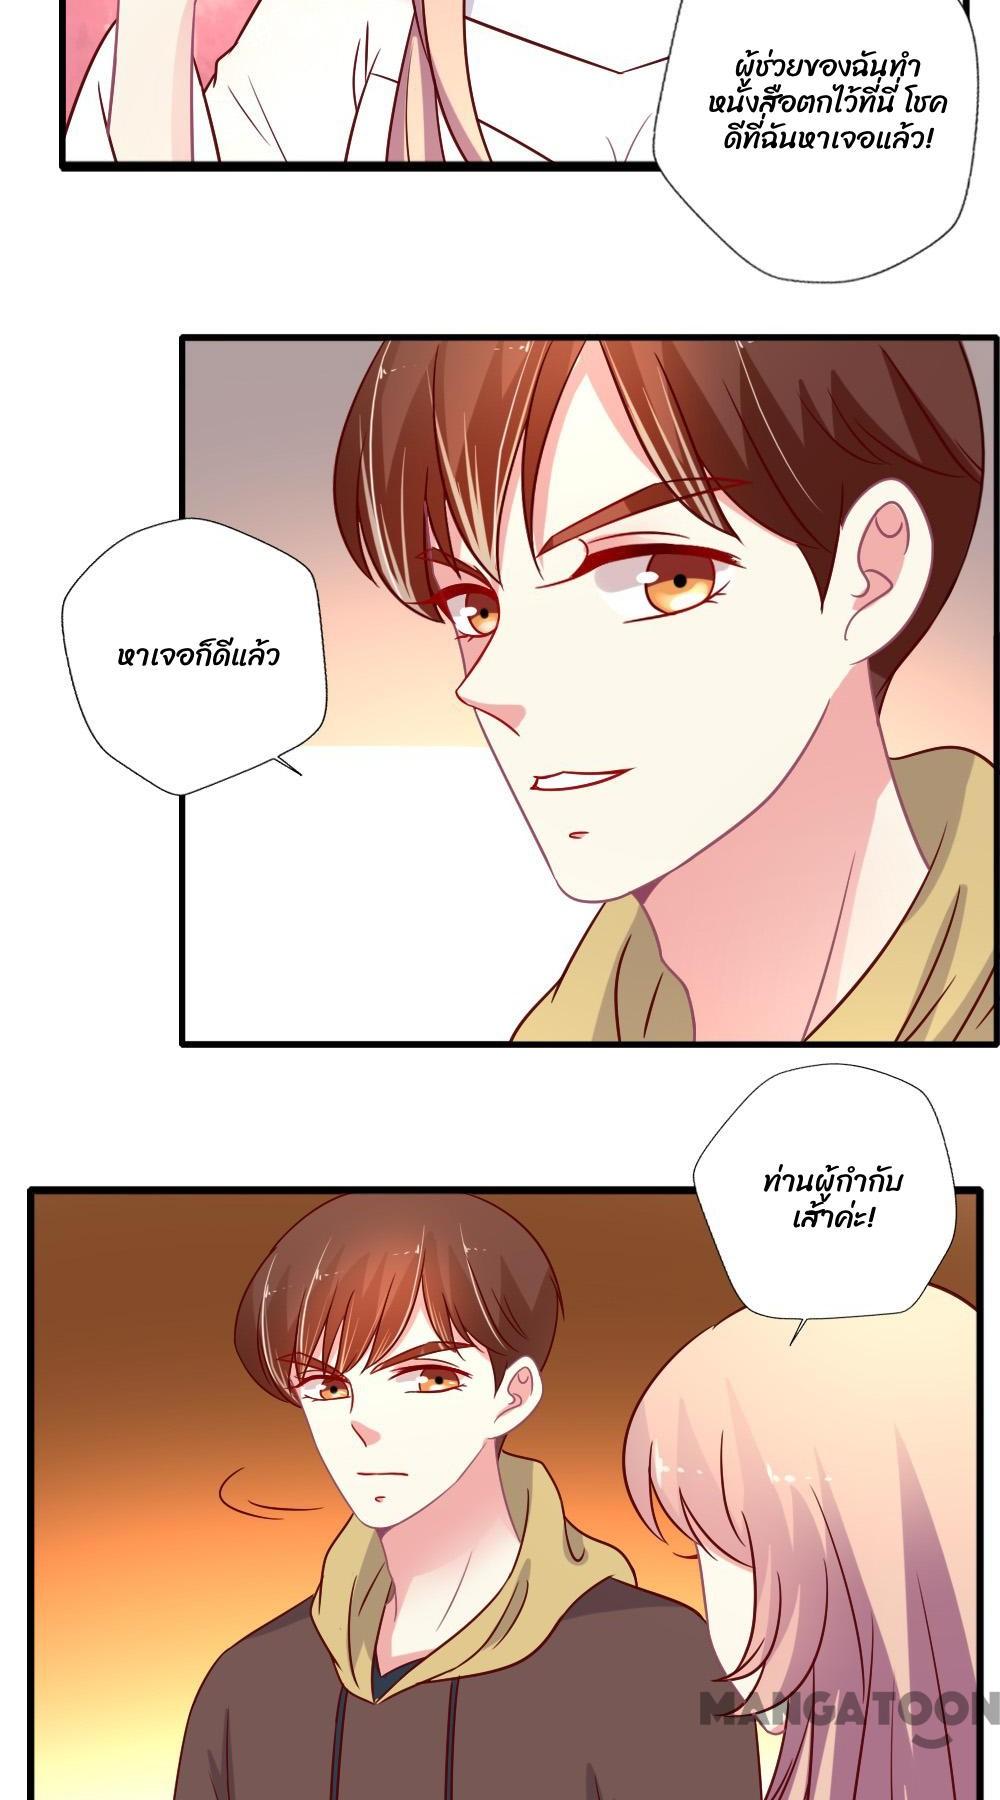 ผู้ช่วยของฉันทำ
หนังสือตกไว้ที่นี่ โชค
ดีที่ฉันหาเจอแล้ว!
หาเจอก็ดีแล้ว
ท่านผู้กำกับ
เส้าค่ะ!
MANGATOON